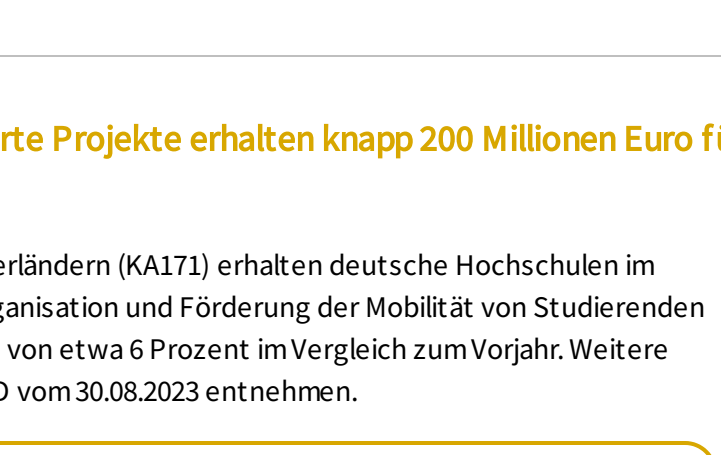 rte Projekte erhalten knapp 200 Millionen Euro fü
erländern (KA171) erhalten deutsche Hochschulen im
ganisation und Förderung der Mobilität von Studierenden
von etwa 6 Prozent im Vergleich zum Vorjahr. Weitere
D vom 30.08.2023 entnehmen.